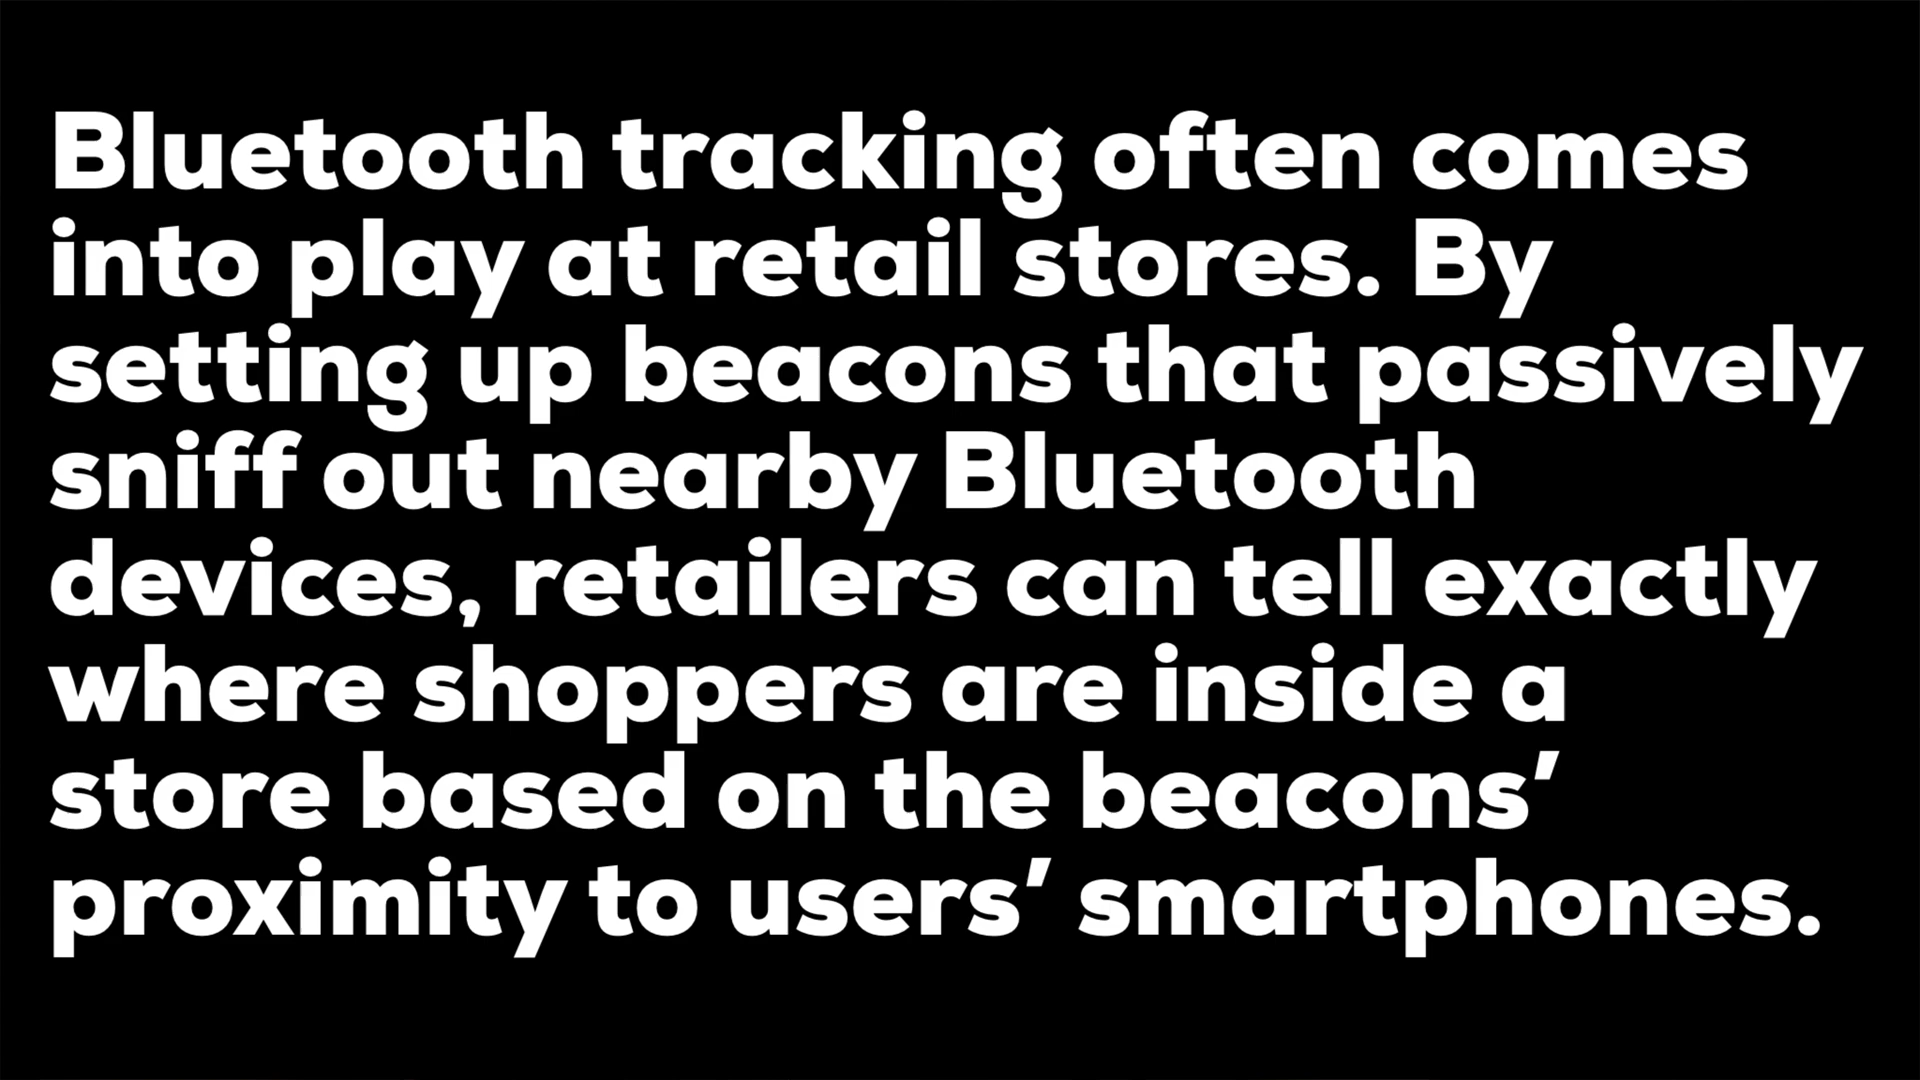 Bluetooth tracking often comes
into play at retail stores. By
setting up beacons that passively
sniff out nearby Bluetooth
devices, retailers can tell exactly
where shoppers are inside a
store based on the beacons’
proximity to users’ smartphones.